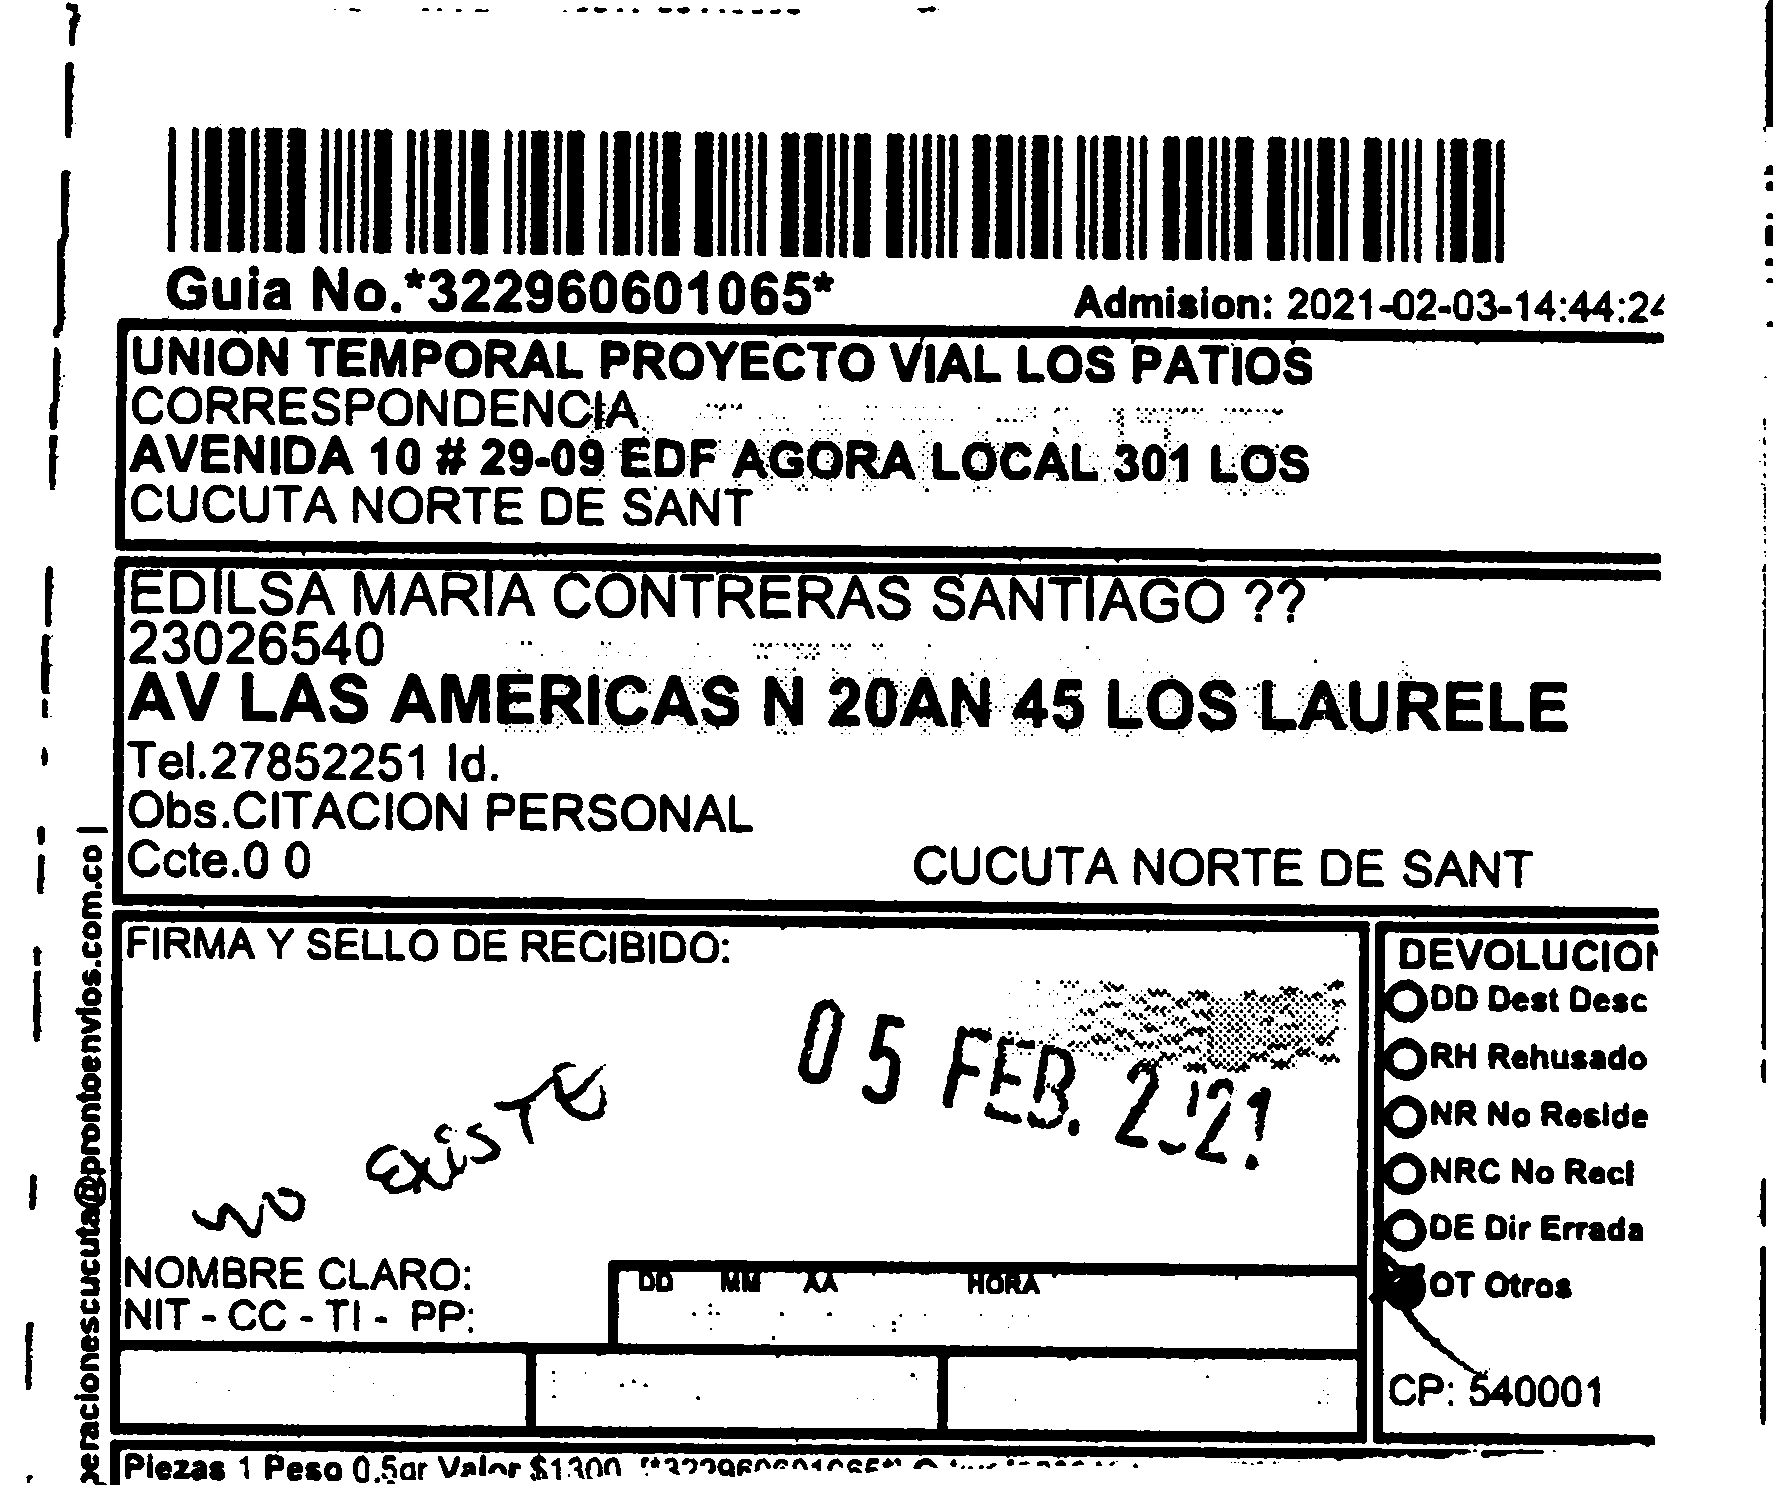 Guia No.*322960601065*
Admision: 2021-02-03-14:44:24
UNION TEMPORAL PROYECTO VIAL LOS PATIOS
CORRESPONDENCIA
AVENIDA 10 # 29-09 EDF AGORA LOCAL 301 LOS
CUCUTA NORTE DE SANT
EDILSA MARIA CONTRERAS SANTIAGO ??
23026540
AV LAS AMERICAS N 20AN 45 LOS LAURELE
Tel.27852251 Id.
Obs.CITACION PERSONAL
Ccte.0 0
CUCUTA NORTE DE SANT
FIRMA Y SELLO DE RECIBIDO:
05 FEB. 2021
NO EXiSTE
NOMBRE CLARO:
NIT - CC - TI - PP:
DD MM AA HORA
DEVOLUCION
DD Dest Desc
RH Rehusado
NR No Reside
NRC No Reci
DE Dir Errada
OT Otros
CP: 540001
Piezas 1 Peso 0.5gr Valor $1300 [*322960601065*]
eracionescucuta@prontoenvios.com.co |